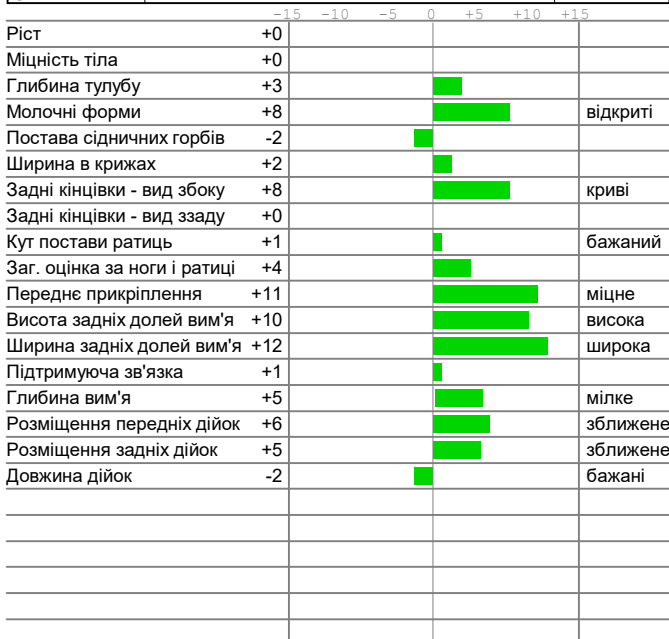 -15 -10 -5 0 +5 +10 +15
Ріст +0
Міцність тіла +0
Глибина тулубу +3
Молочні форми +8 відкриті
Постава сідничних горбів -2
Ширина в крижах +2
Задні кінцівки - вид збоку +8 криві
Задні кінцівки - вид ззаду +0
Кут постави ратиць +1 бажаний
Заг. оцінка за ноги і ратиці +4
Переднє прикріплення +11 міцне
Висота задніх долей вим'я +10 висока
Ширина задніх долей вим'я +12 широка
Підтримуюча зв'язка +1
Глибина вим'я +5 мілке
Розміщення передніх дійок +6 зближене
Розміщення задніх дійок +5 зближене
Довжина дійок -2 бажані